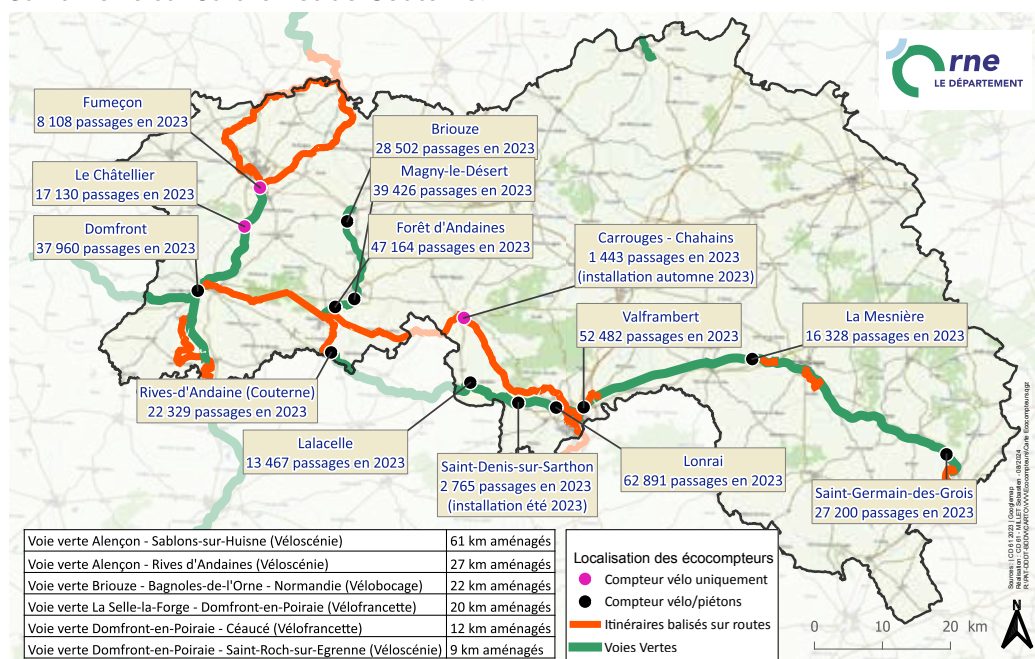 Orne
LE DÉPARTEMENT
Fumeçon
8 108 passages en 2023
Briouze
28 502 passages en 2023
Le Châtellier
17 130 passages en 2023
Magny-le-Désert
39 426 passages en 2023
Domfront
37 960 passages en 2023
Forêt d'Andaines
47 164 passages en 2023
Carrouges - Chahains
1 443 passages en 2023
(installation automne 2023)
Valframbert
52 482 passages en 2023
La Mesnière
16 328 passages en 2023
Rives-d'Andaine (Couterne)
22 329 passages en 2023
Lalacelle
13 467 passages en 2023
Saint-Denis-sur-Sarthon
2 765 passages en 2023
(installation été 2023)
Lonrai
62 891 passages en 2023
Saint-Germain-des-Grois
27 200 passages en 2023
Voie verte Alençon - Sablons-sur-Huisne (Véloscénie) 61 km aménagés
Voie verte Alençon - Rives d'Andaines (Véloscénie) 27 km aménagés
Voie verte Briouze - Bagnoles-de-l'Orne - Normandie (Vélobocage) 22 km aménagés
Voie verte La Selle-la-Forge - Domfront-en-Poiraie (Vélofrancette) 20 km aménagés
Voie verte Domfront-en-Poiraie - Céaucé (Vélofrancette) 12 km aménagés
Voie verte Domfront-en-Poiraie - Saint-Roch-sur-Egrenne (Véloscénie) 9 km aménagés
Localisation des écocompteurs
Compteur vélo uniquement
Compteur vélo/piétons
Itinéraires balisés sur routes
Voies Vertes
0 10 20 km
N